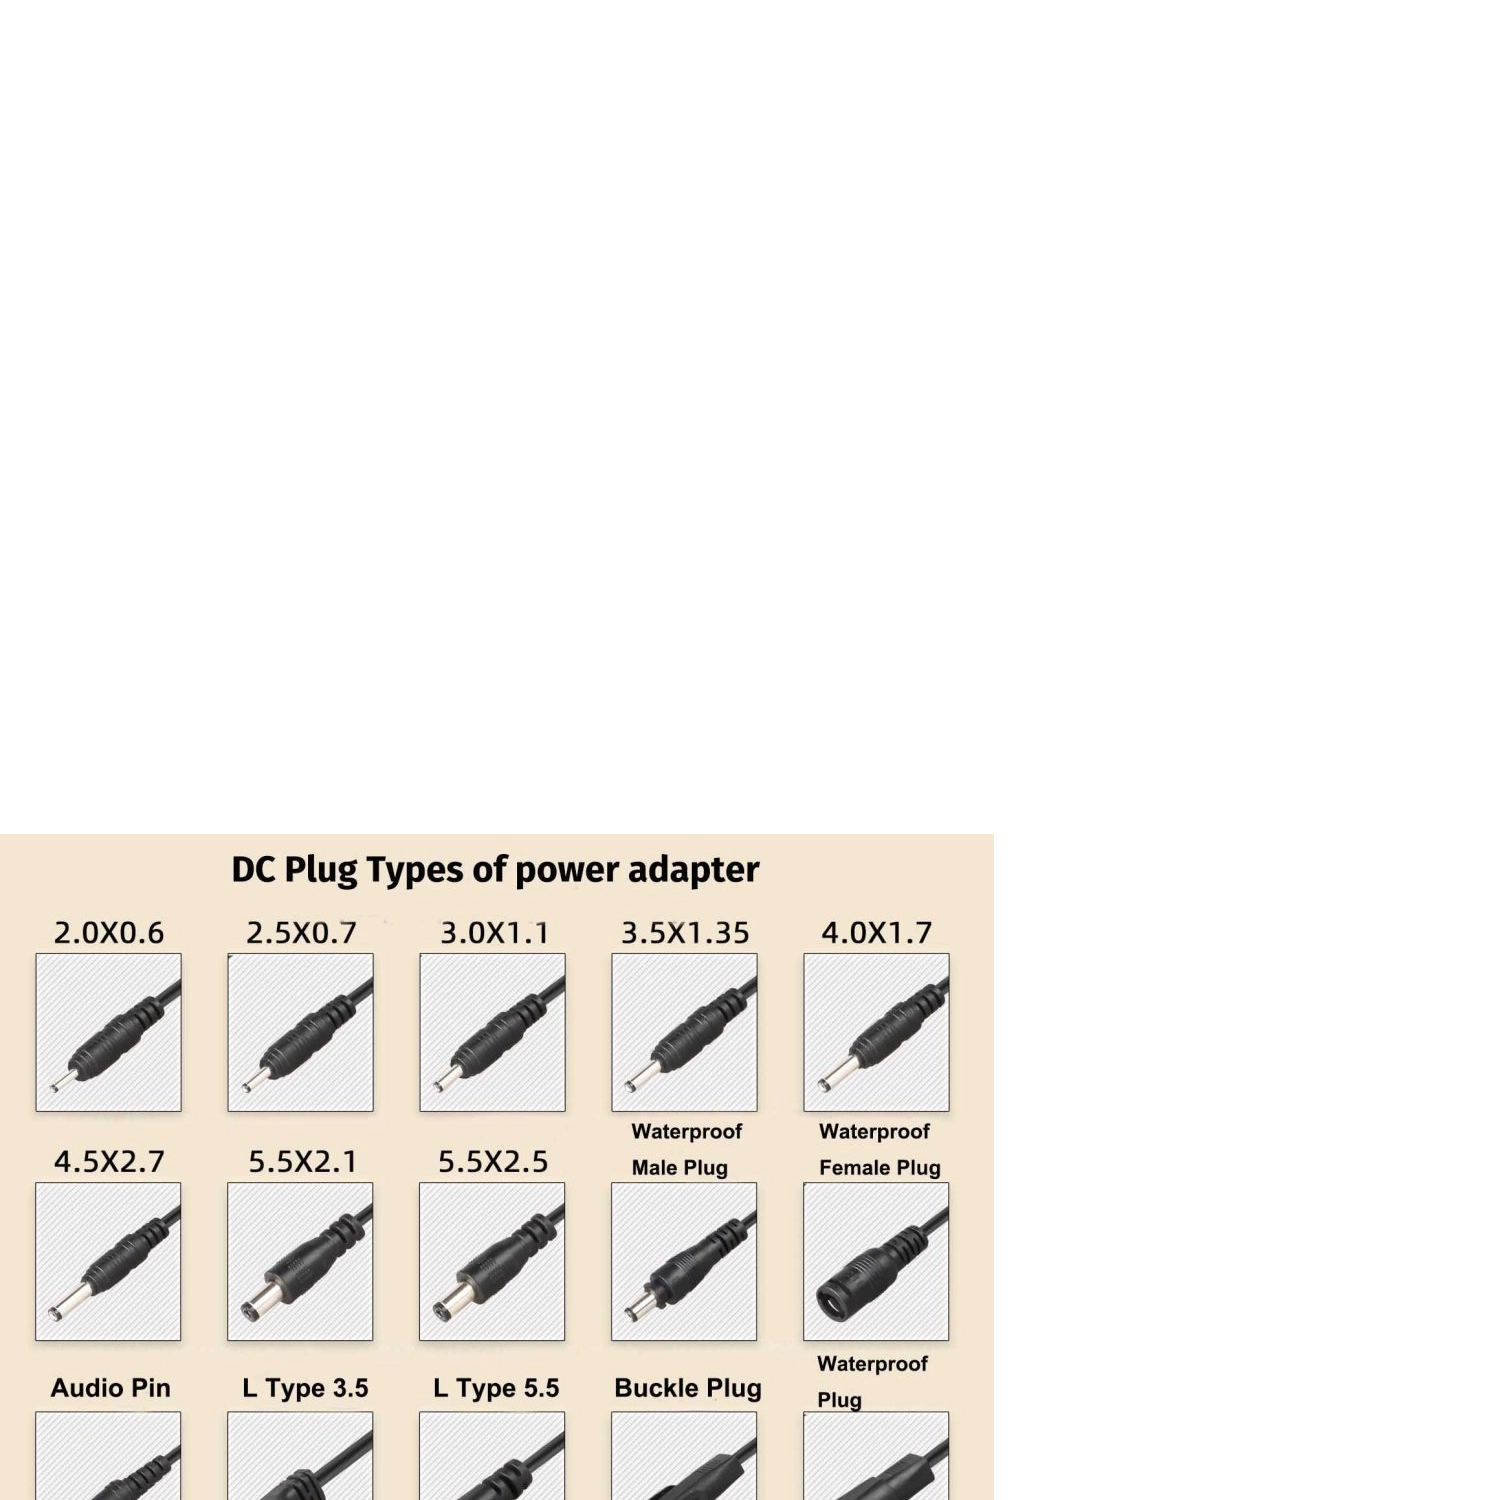 DC Plug Types of power adapter
2.0X0.6
2.5X0.7
3.0X1.1
3.5X1.35
4.0X1.7
4.5X2.7
5.5X2.1
5.5X2.5
Waterproof
Male Plug
Waterproof
Female Plug
Audio Pin
L Type 3.5
L Type 5.5
Buckle Plug
Waterproof
Plug